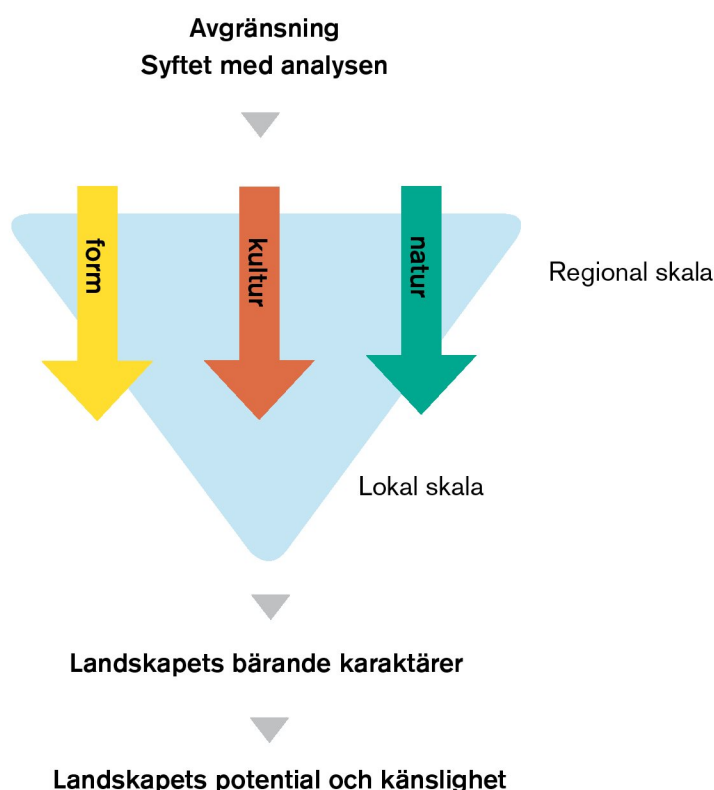 Avgränsning
Syftet med analysen
form
kultur
natur
Regional skala
Lokal skala
Landskapets bärande karaktärer
Landskapets potential och känslighet